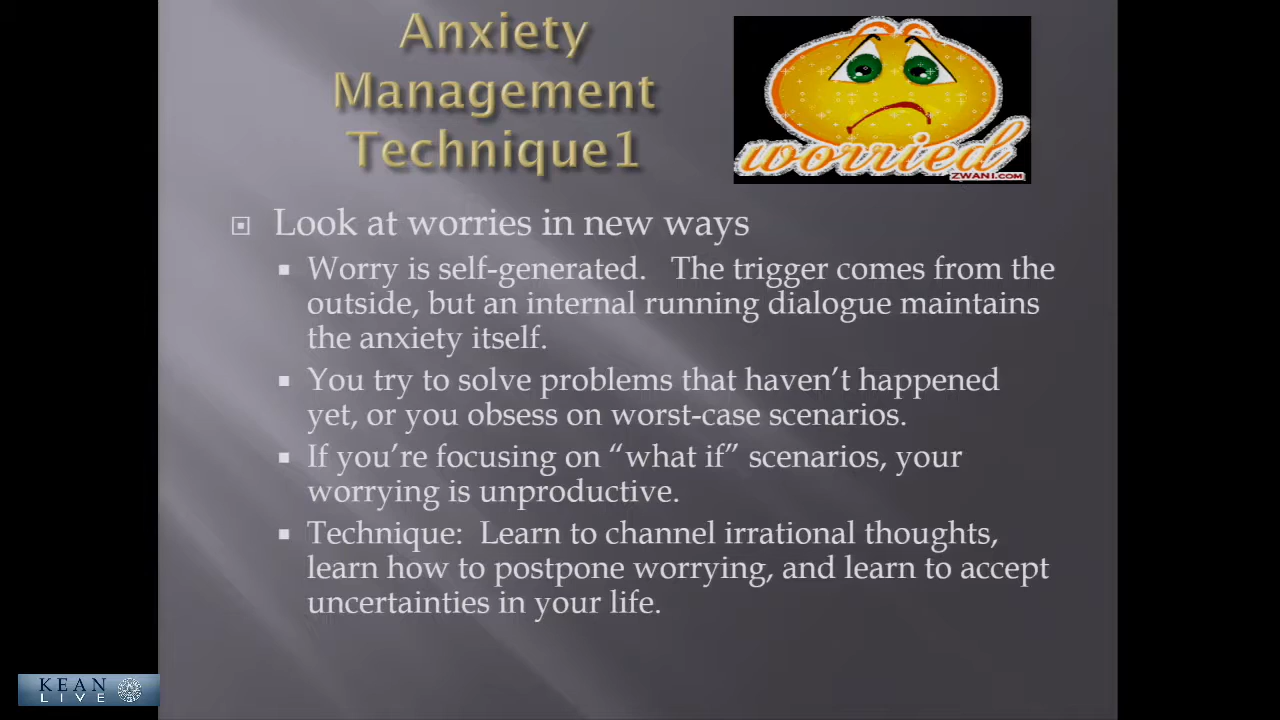 Anxiety
Management
Technique1
worried
ZWANI.COM
Look at worries in new ways
Worry is self-generated.   The trigger comes from the
outside, but an internal running dialogue maintains
the anxiety itself.
You try to solve problems that haven’t happened
yet, or you obsess on worst-case scenarios.
If you’re focusing on “what if” scenarios, your
worrying is unproductive.
Technique:  Learn to channel irrational thoughts,
learn how to postpone worrying, and learn to accept
uncertainties in your life.
KEAN
LIVE